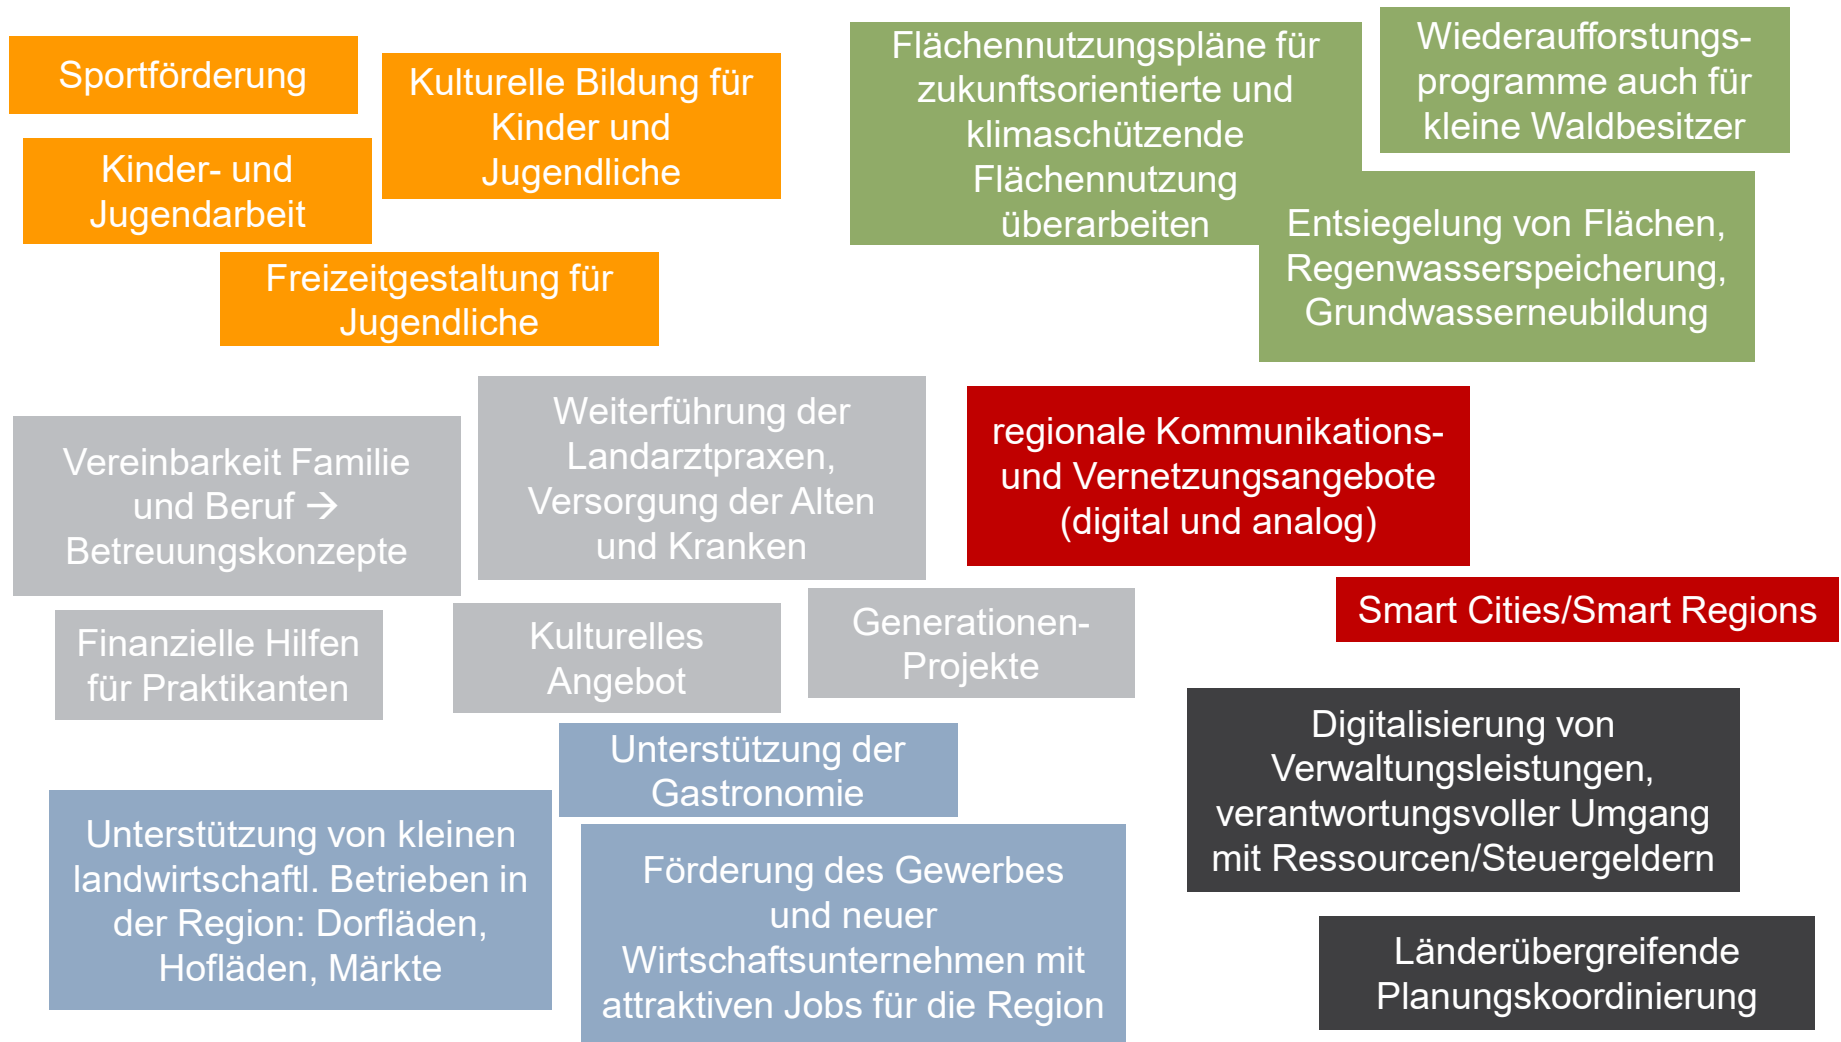 Sportförderung
Kinder- und
Jugendarbeit
Kulturelle Bildung für
Kinder und
Jugendliche
Freizeitgestaltung für
Jugendliche
Flächennutzungspläne für
zukunftsorientierte und
klimaschützende
Flächennutzung
überarbeiten
Wiederaufforstungs-
programme auch für
kleine Waldbesitzer
Entsiegelung von Flächen,
Regenwasserspeicherung,
Grundwasserneubildung
Vereinbarkeit Familie
und Beruf →
Betreuungskonzepte
Weiterführung der
Landarztpraxen,
Versorgung der Alten
und Kranken
Finanzielle Hilfen
für Praktikanten
Kulturelles
Angebot
Generationen-
Projekte
regionale Kommunikations-
und Vernetzungsangebote
(digital und analog)
Smart Cities/Smart Regions
Unterstützung der
Gastronomie
Unterstützung von kleinen
landwirtschaftl. Betrieben in
der Region: Dorfläden,
Hofläden, Märkte
Förderung des Gewerbes
und neuer
Wirtschaftsunternehmen mit
attraktiven Jobs für die Region
Digitalisierung von
Verwaltungsleistungen,
verantwortungsvoller Umgang
mit Ressourcen/Steuergeldern
Länderübergreifende
Planungskoordinierung